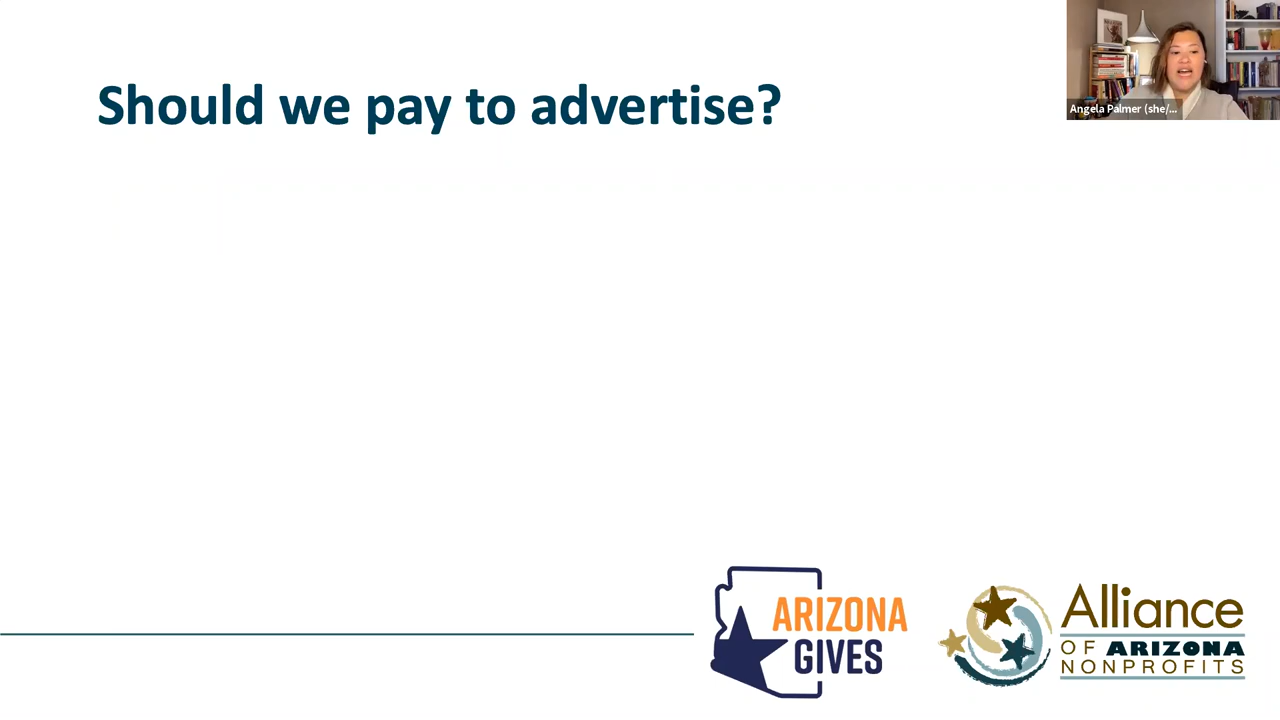 Should we pay to advertise?
Angela Palmer (she/...
ARIZONA
GIVES
Alliance
OF ARIZONA
NONPROFITS